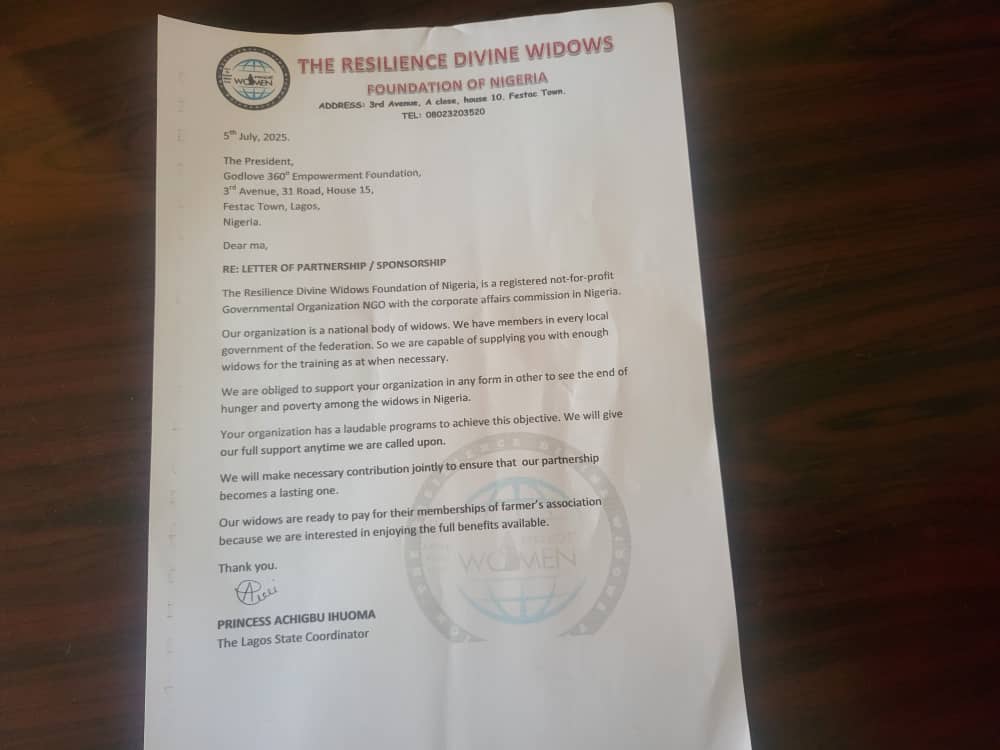 THE RESILIENCE DIVINE WIDOWS
FOUNDATION OF NIGERIA
ADDRESS: 3rd Avenue, A close, house 10. Festac Town.
TEL: 08023203520
WOMEN
5th July, 2025.
The President,
Godlove 360° Empowerment Foundation,
3rd Avenue, 31 Road, House 15,
Festac Town, Lagos,
Nigeria.
Dear ma,
RE: LETTER OF PARTNERSHIP / SPONSORSHIP
The Resilience Divine Widows Foundation of Nigeria, is a registered not-for-profit
Governmental Organization NGO with the corporate affairs commission in Nigeria.
Our organization is a national body of widows. We have members in every local
government of the federation. So we are capable of supplying you with enough
widows for the training as at when necessary.
We are obliged to support your organization in any form in other to see the end of
hunger and poverty among the widows in Nigeria.
Your organization has a laudable programs to achieve this objective. We will give
our full support anytime we are called upon.
We will make necessary contribution jointly to ensure that our partnership
becomes a lasting one.
Our widows are ready to pay for their memberships of farmer's association
because we are interested in enjoying the full benefits available.
Thank you.
PRINCESS ACHIGBU IHUOMA
The Lagos State Coordinator
WOMEN